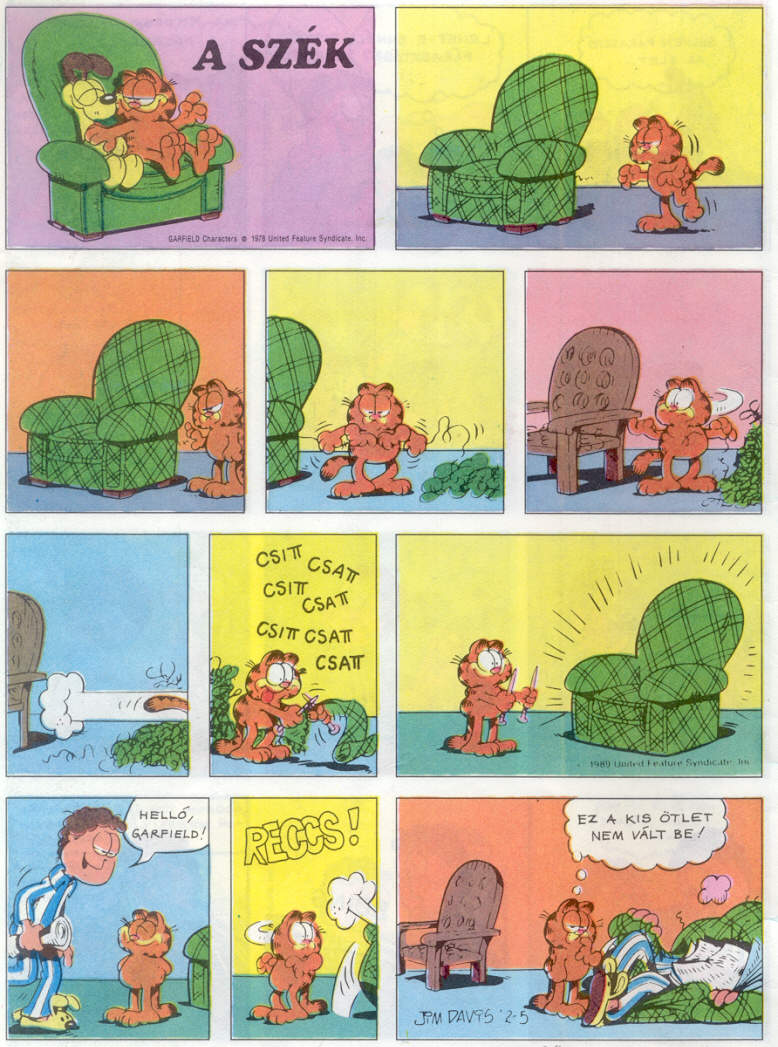 A SZÉK
GARFIELD Characters © 1978 United Feature Syndicate, Inc.
CSITT
CSATT
CSITT
CSATT
CSITT CSATT
CSATT
1989 United Feature Syndicate, Inc
HELLÓ,
GARFIELD!
RECCS!
EZ A KIS ÖTLET
NEM VÁLT BE!
JIM DAVIS 2-5